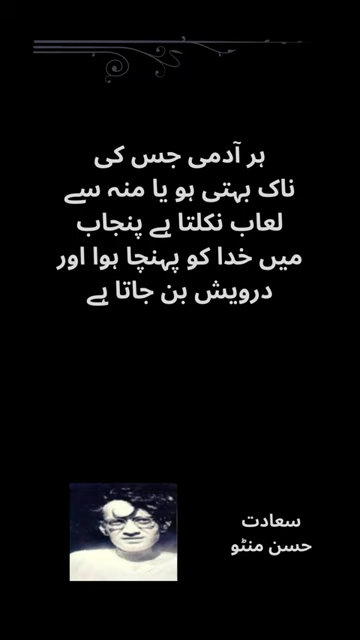 ہر آدمی جس کی
ناک بہتی ہو یا منہ سے
لعاب نکلتا ہے پنجاب
میں خدا کو پہنچا ہوا اور
درویش بن جاتا ہے
سعادت
حسن منٹو